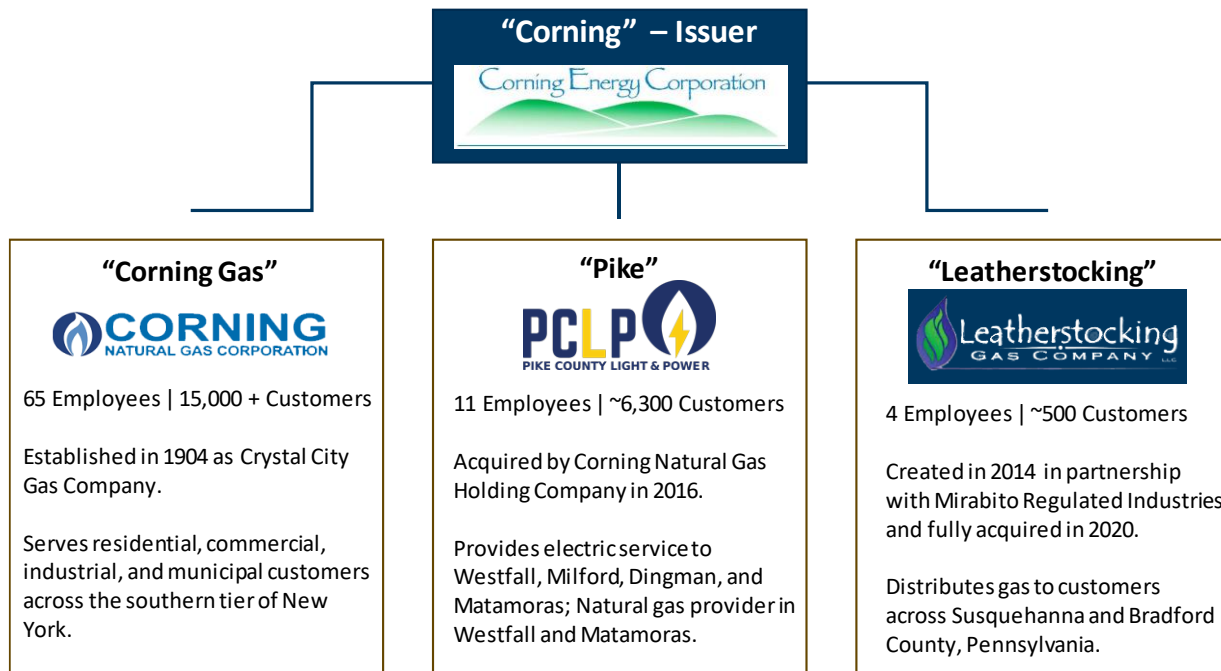 “Corning” – Issuer
Corning Energy Corporation
“Corning Gas”
CORNING
NATURAL GAS CORPORATION
65 Employees | 15,000 + Customers
Established in 1904 as Crystal City
Gas Company.
Serves residential, commercial,
industrial, and municipal customers
across the southern tier of New
York.
“Pike”
PCLP
PIKE COUNTY LIGHT & POWER
11 Employees | ~6,300 Customers
Acquired by Corning Natural Gas
Holding Company in 2016.
Provides electric service to
Westfall, Milford, Dingman, and
Matamoras; Natural gas provider in
Westfall and Matamoras.
“Leatherstocking”
Leatherstocking
GAS COMPANY LLC
4 Employees | ~500 Customers
Created in 2014 in partnership
with Mirabito Regulated Industries
and fully acquired in 2020.
Distributes gas to customers
across Susquehanna and Bradford
County, Pennsylvania.